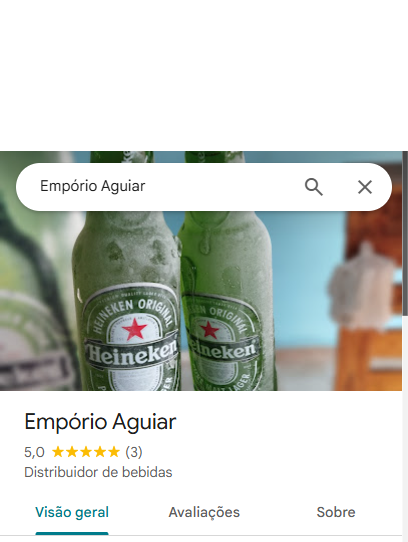 Empório Aguiar
HEINEKEN ORIGINAL
Heineken
HEINEKEN ORIGINAL
Heineken
Empório Aguiar
5,0 ★★★★★ (3)
Distribuidor de bebidas
Visão geral Avaliações Sobre